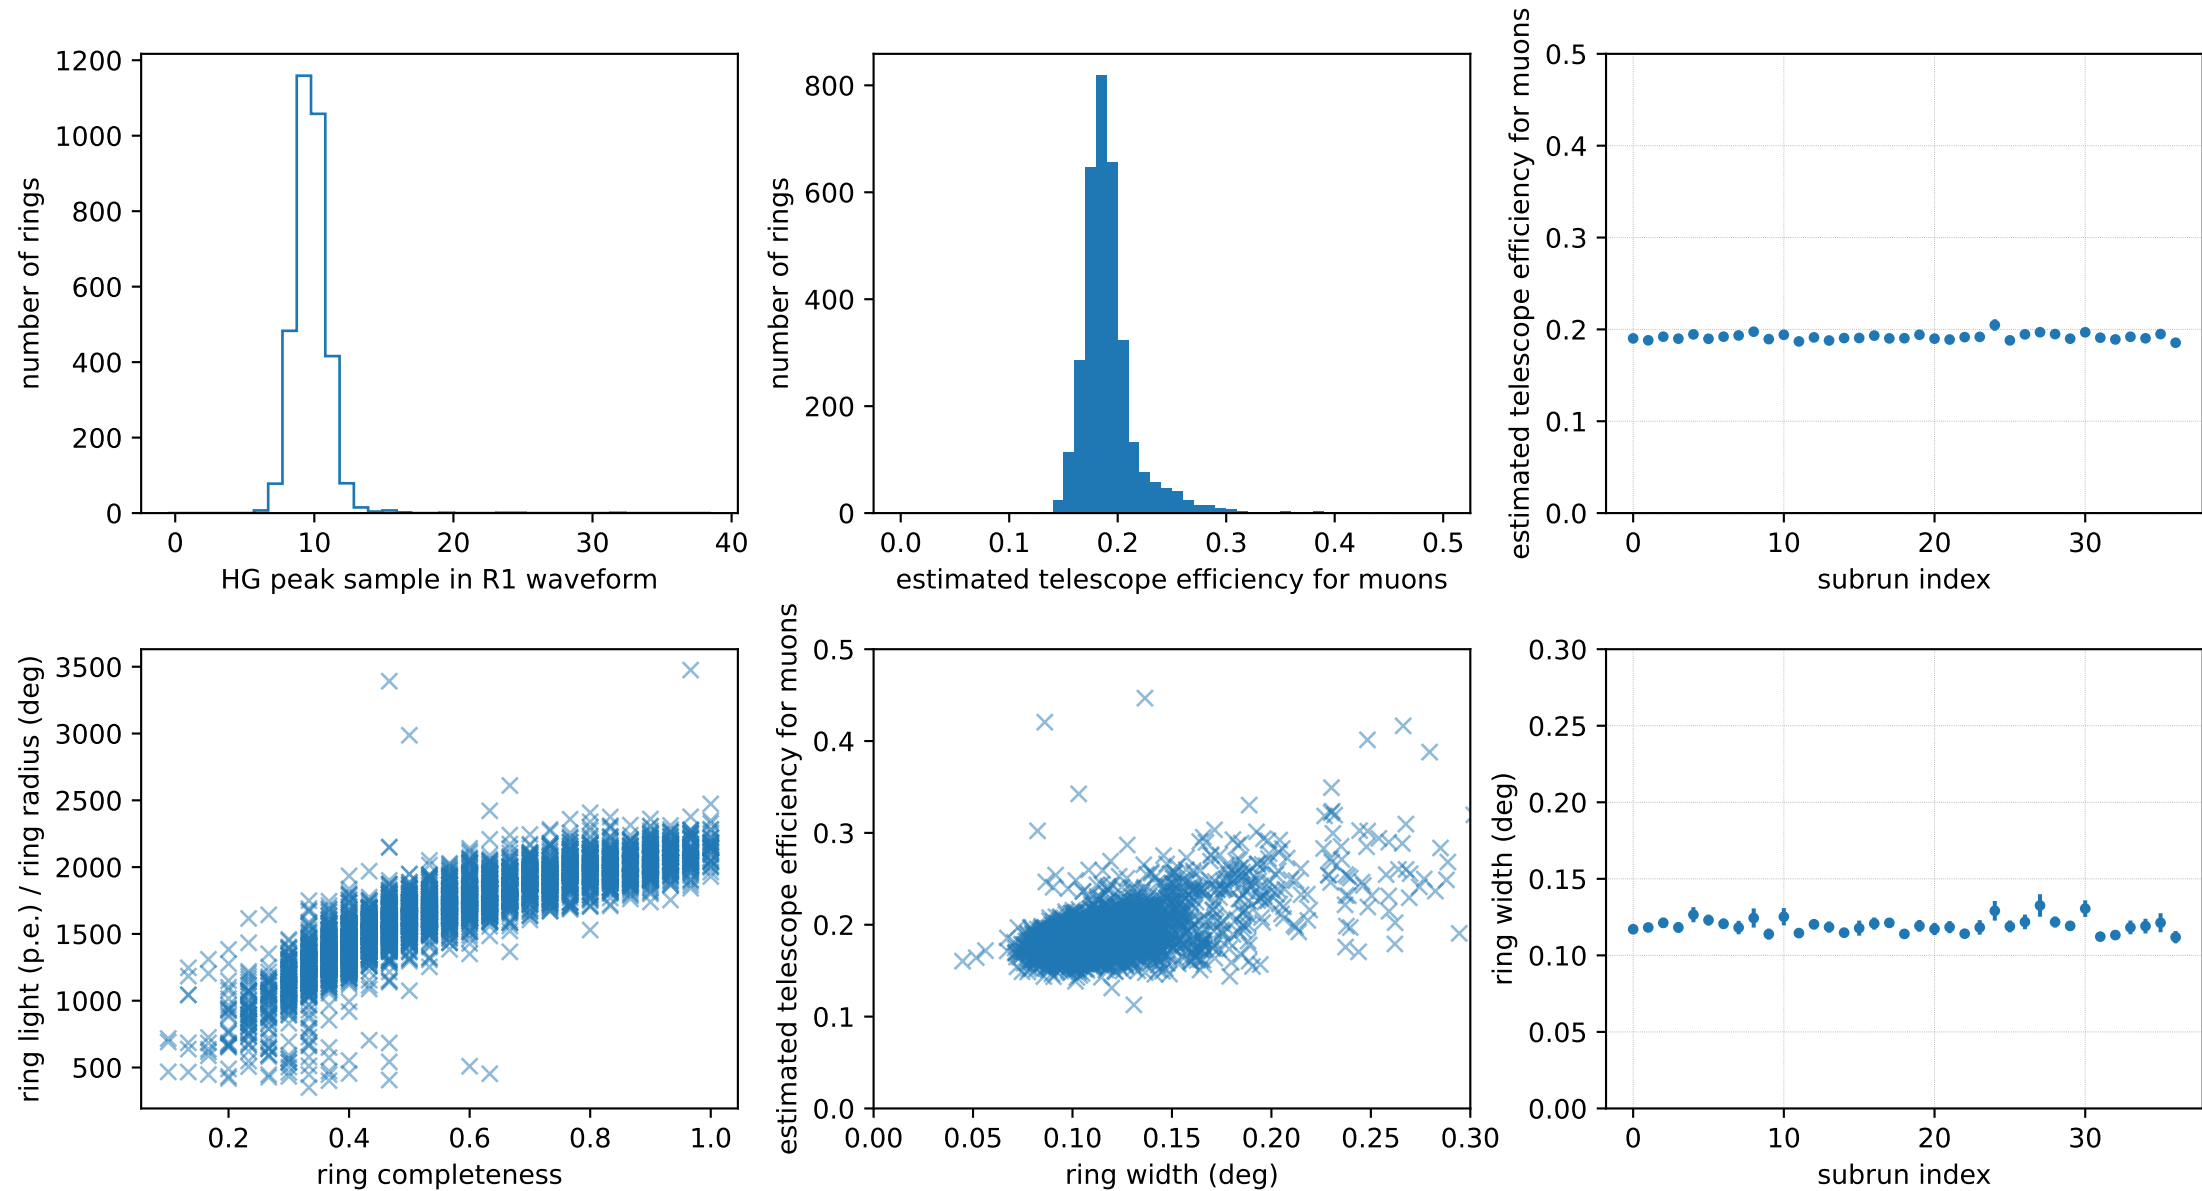 1200
1000
800
600
400
200
0
number of rings
0 10 20 30 40
HG peak sample in R1 waveform
800
600
400
200
0
number of rings
0.0 0.1 0.2 0.3 0.4 0.5
estimated telescope efficiency for muons
0.5
0.4
0.3
0.2
0.1
0.0
estimated telescope efficiency for muons
0 10 20 30
subrun index
3500
3000
2500
2000
1500
1000
500
ring light (p.e.) / ring radius (deg)
0.2 0.4 0.6 0.8 1.0
ring completeness
0.5
0.4
0.3
0.2
0.1
0.0
estimated telescope efficiency for muons
0.00 0.05 0.10 0.15 0.20 0.25 0.30
ring width (deg)
0.30
0.25
0.20
0.15
0.10
0.05
0.00
ring width (deg)
0 10 20 30
subrun index